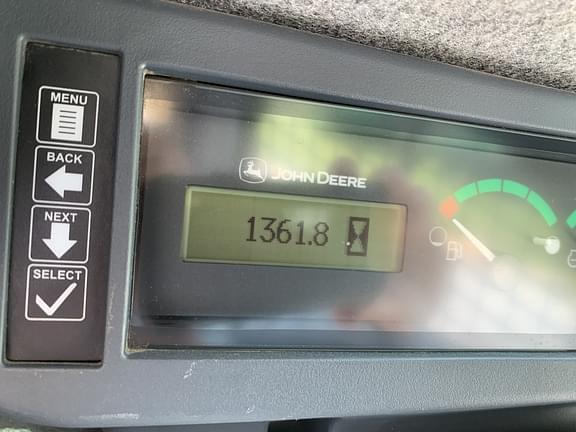 MENU
BACK
NEXT
SELECT
JOHN DEERE
1361.8